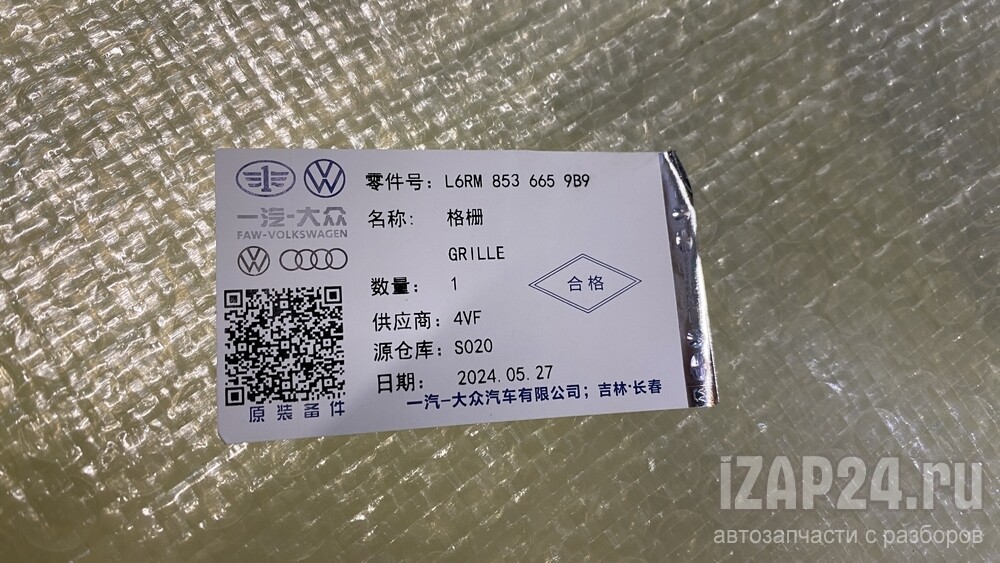 零件号: L6RM 853 665 9B9
名称: 格栅
一汽-大众
FAW-VOLKSWAGEN
GRILLE
数量: 1
合格
供应商: 4VF
源仓库: S020
日期: 2024.05.27
原装备件
一汽-大众汽车有限公司; 吉林·长春
iZAP24.ru
автозапчасти с разборов